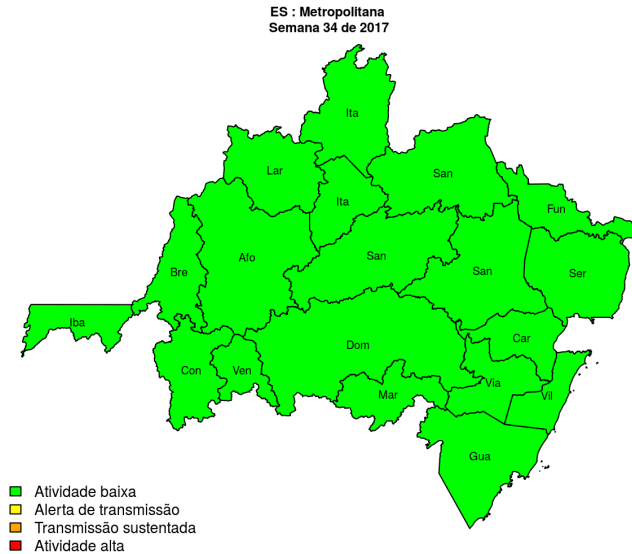 ES : Metropolitana
Semana 34 de 2017
Ita
Lar
San
Ita
Fun
Afo
San
San
Bre
Ser
Iba
Car
Dom
Con
Ven
Via
Mar
Vil
Gua
Atividade baixa
Alerta de transmissão
Transmissão sustentada
Atividade alta